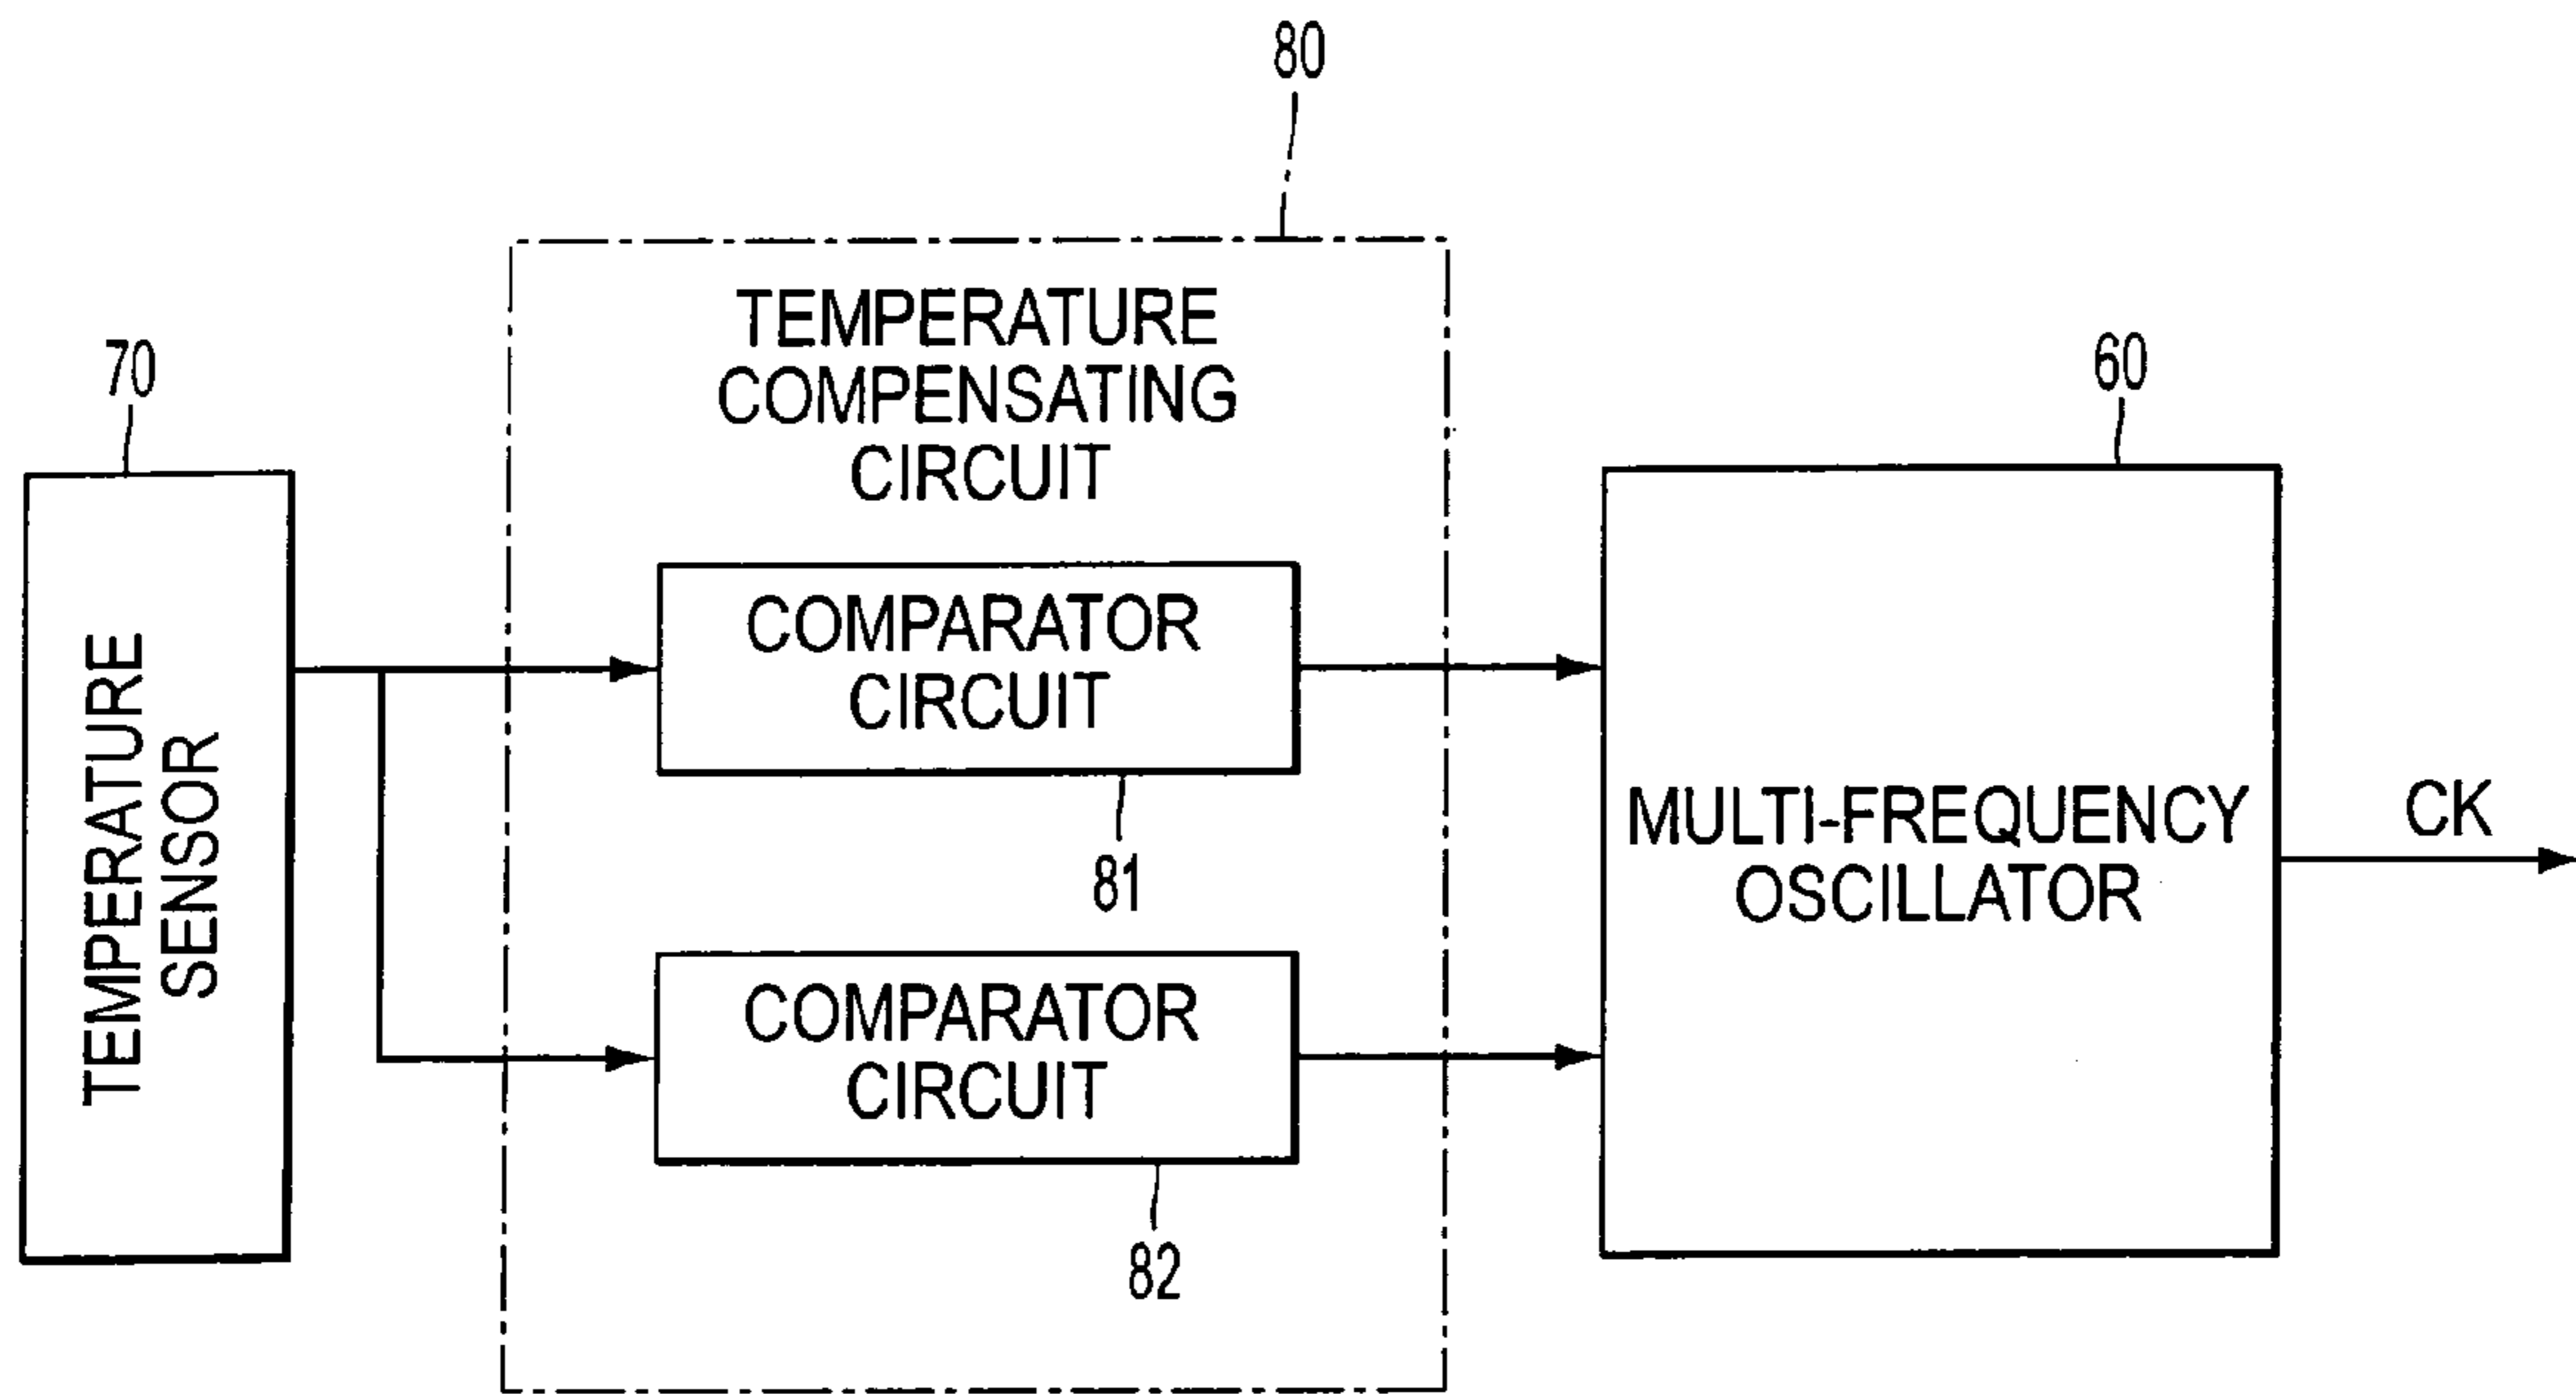 80
TEMPERATURE
COMPENSATING
CIRCUIT
70
60
TEMPERATURE
SENSOR
COMPARATOR
CIRCUIT
81
COMPARATOR
CIRCUIT
82
MULTI-FREQUENCY
OSCILLATOR
CK